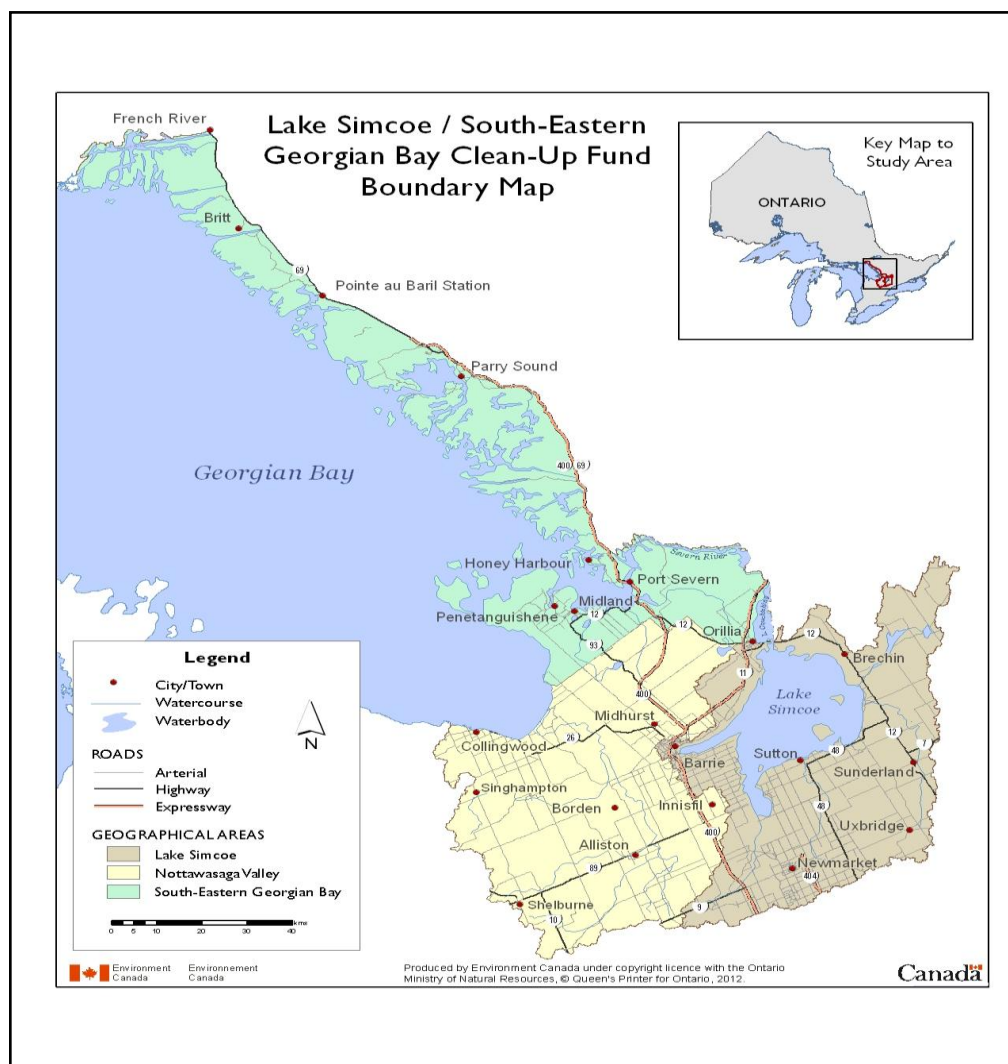 Lake Simcoe / South-Eastern
Georgian Bay Clean-Up Fund
Boundary Map
Key Map to
Study Area
ONTARIO
French River
Britt
69
Pointe au Baril Station
Parry Sound
Georgian Bay
400
69
Severn River
Honey Harbour
Port Severn
Midland
Penetanguishene
12
12
Orillia
12
93
Brechin
11
Lake
Simcoe
400
Midhurst
26
Collingwood
Barrie
Sutton
48
12
7
Sunderland
Singhampton
Borden
Innisfil
48
400
Uxbridge
Alliston
89
Newmarket
404
Shelburne
10
9
Legend
City/Town
Watercourse
Waterbody
N
ROADS
Arterial
Highway
Expressway
GEOGRAPHICAL AREAS
Lake Simcoe
Nottawasaga Valley
South-Eastern Georgian Bay
kms
0 5 10 20 30 40
Environment
Canada
Environnement
Canada
Produced by Environment Canada under copyright licence with the Ontario
Ministry of Natural Resources, © Queen's Printer for Ontario, 2012.
Canada